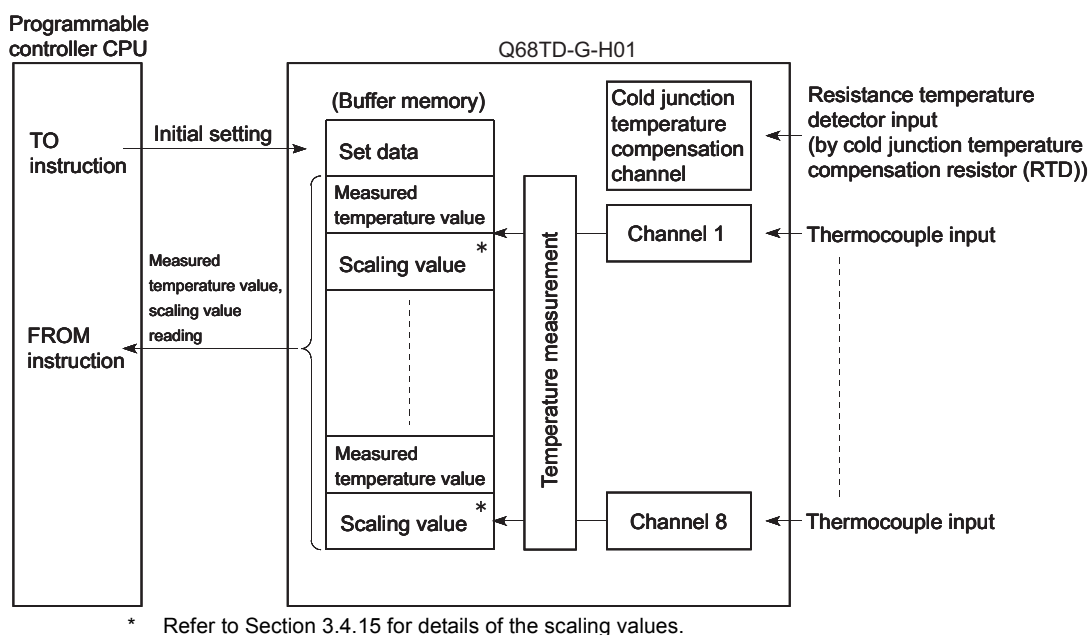 Programmable
controller CPU
Q68TD-G-H01
TO
instruction
Initial setting
(Buffer memory)
Set data
Measured
temperature value
Scaling value *
Measured
temperature value,
scaling value
reading
FROM
instruction
Measured
temperature value
Scaling value *
Temperature measurement
Cold junction
temperature
compensation
channel
Resistance temperature
detector input
(by cold junction temperature
compensation resistor (RTD))
Channel 1
Thermocouple input
Channel 8
Thermocouple input
* Refer to Section 3.4.15 for details of the scaling values.